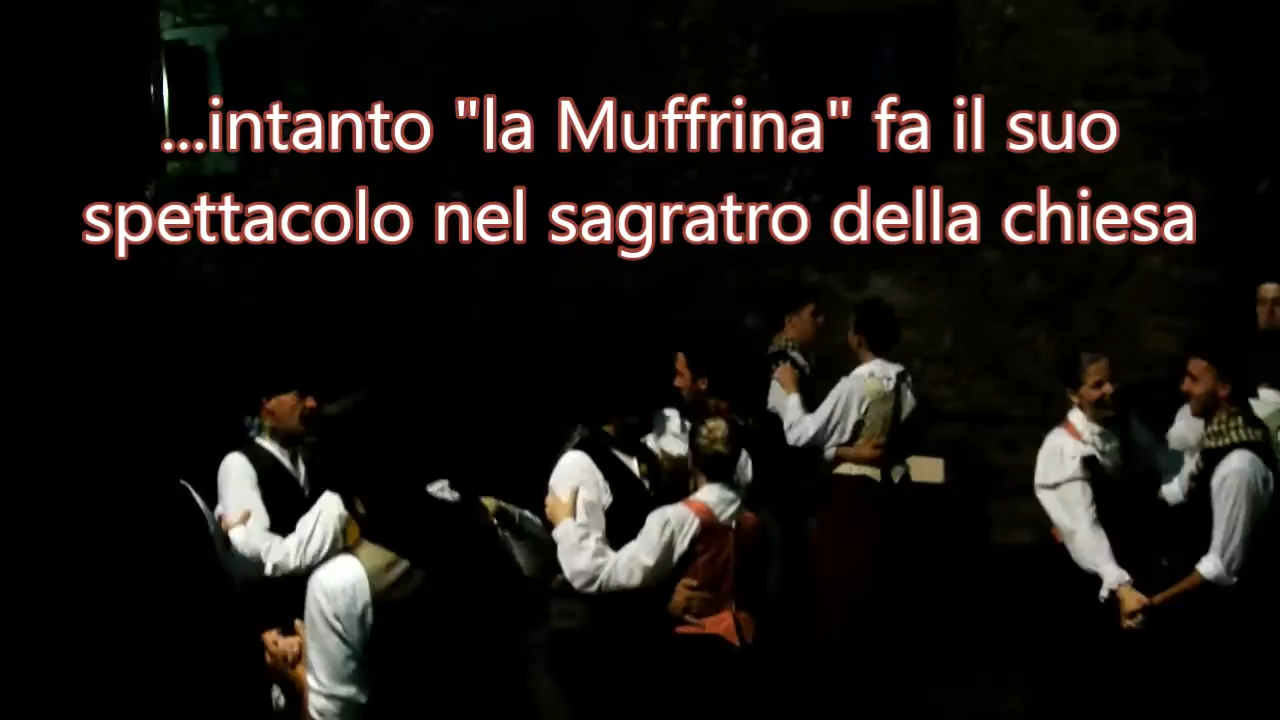 ...intanto "la Muffrina" fa il suo
spettacolo nel sagratro della chiesa